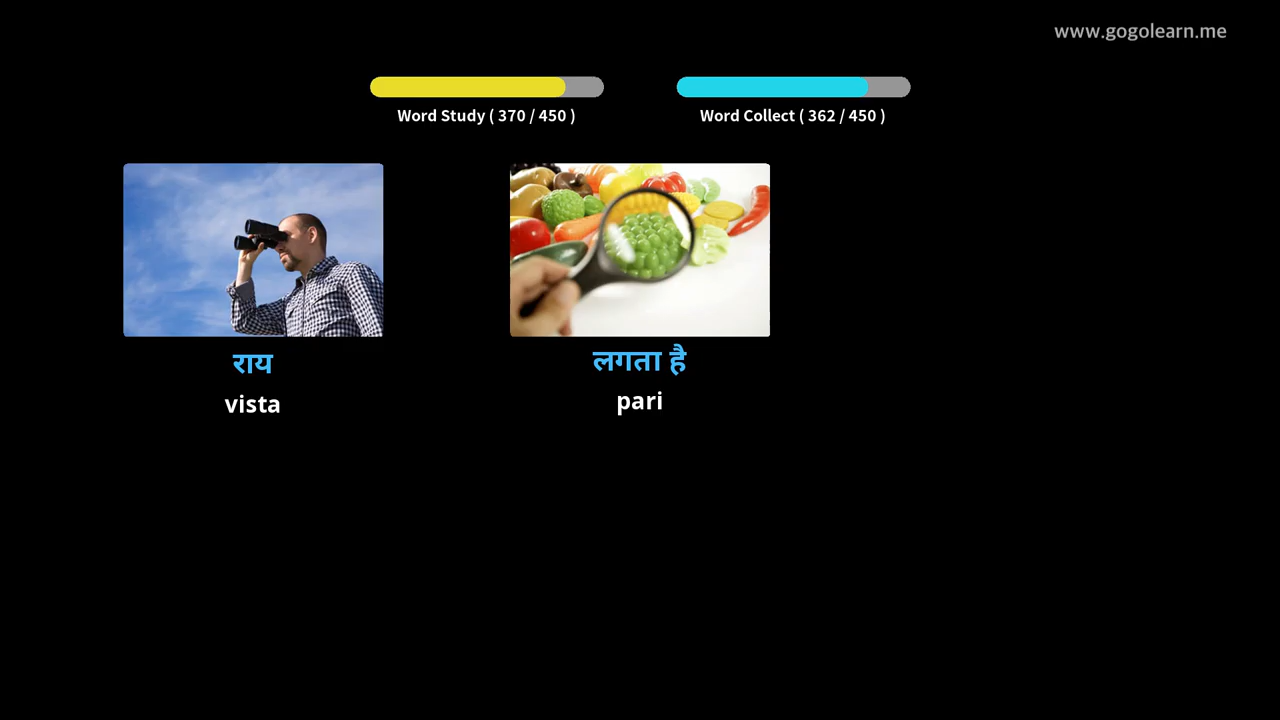 www.gogolearn.me
Word Study ( 370 / 450 )
Word Collect ( 362 / 450 )
राय
vista
लगता है
pari